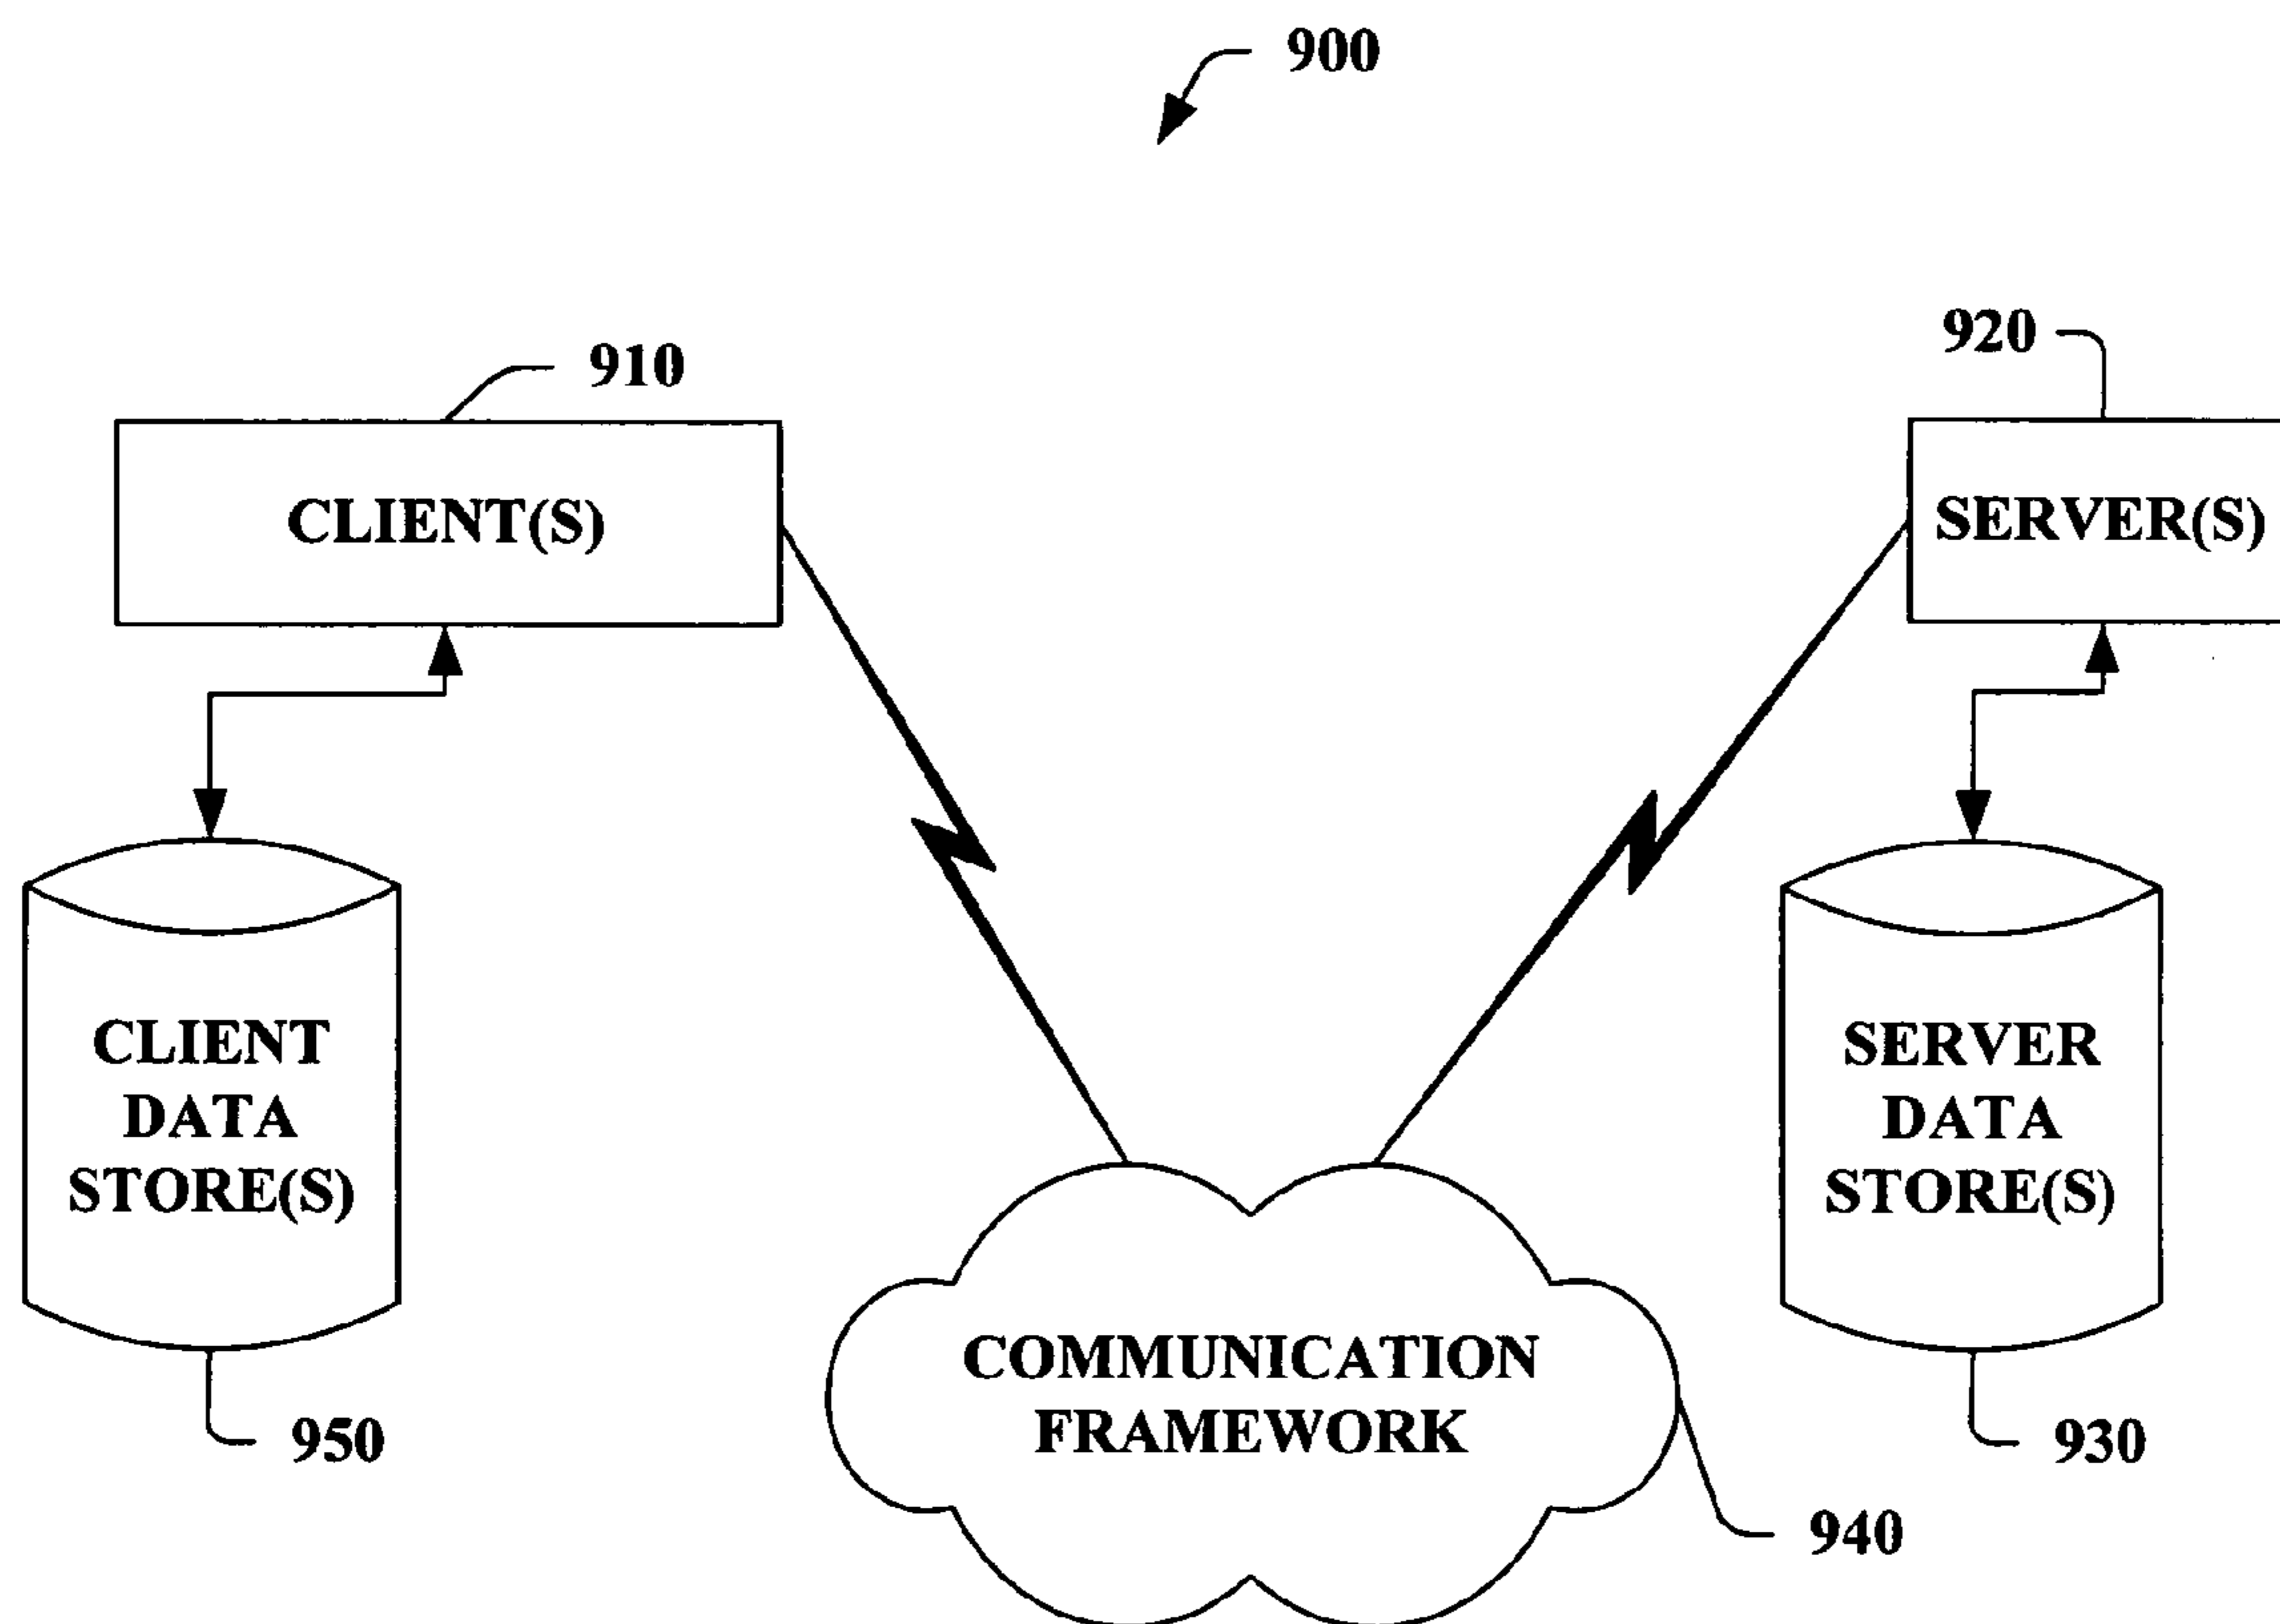 900
910
920
CLIENT(S)
SERVER(S)
CLIENT
DATA
STORE(S)
SERVER
DATA
STORE(S)
COMMUNICATION
FRAMEWORK
950
930
940